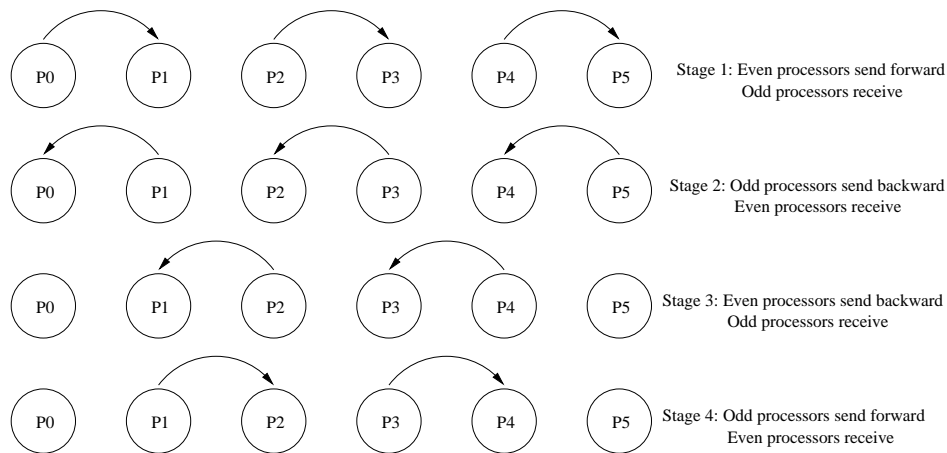 P0 P1 P2 P3 P4 P5
Stage 1: Even processors send forward
Odd processors receive
P0 P1 P2 P3 P4 P5
Stage 2: Odd processors send backward
Even processors receive
P0 P1 P2 P3 P4 P5
Stage 3: Even processors send backward
Odd processors receive
P0 P1 P2 P3 P4 P5
Stage 4: Odd processors send forward
Even processors receive